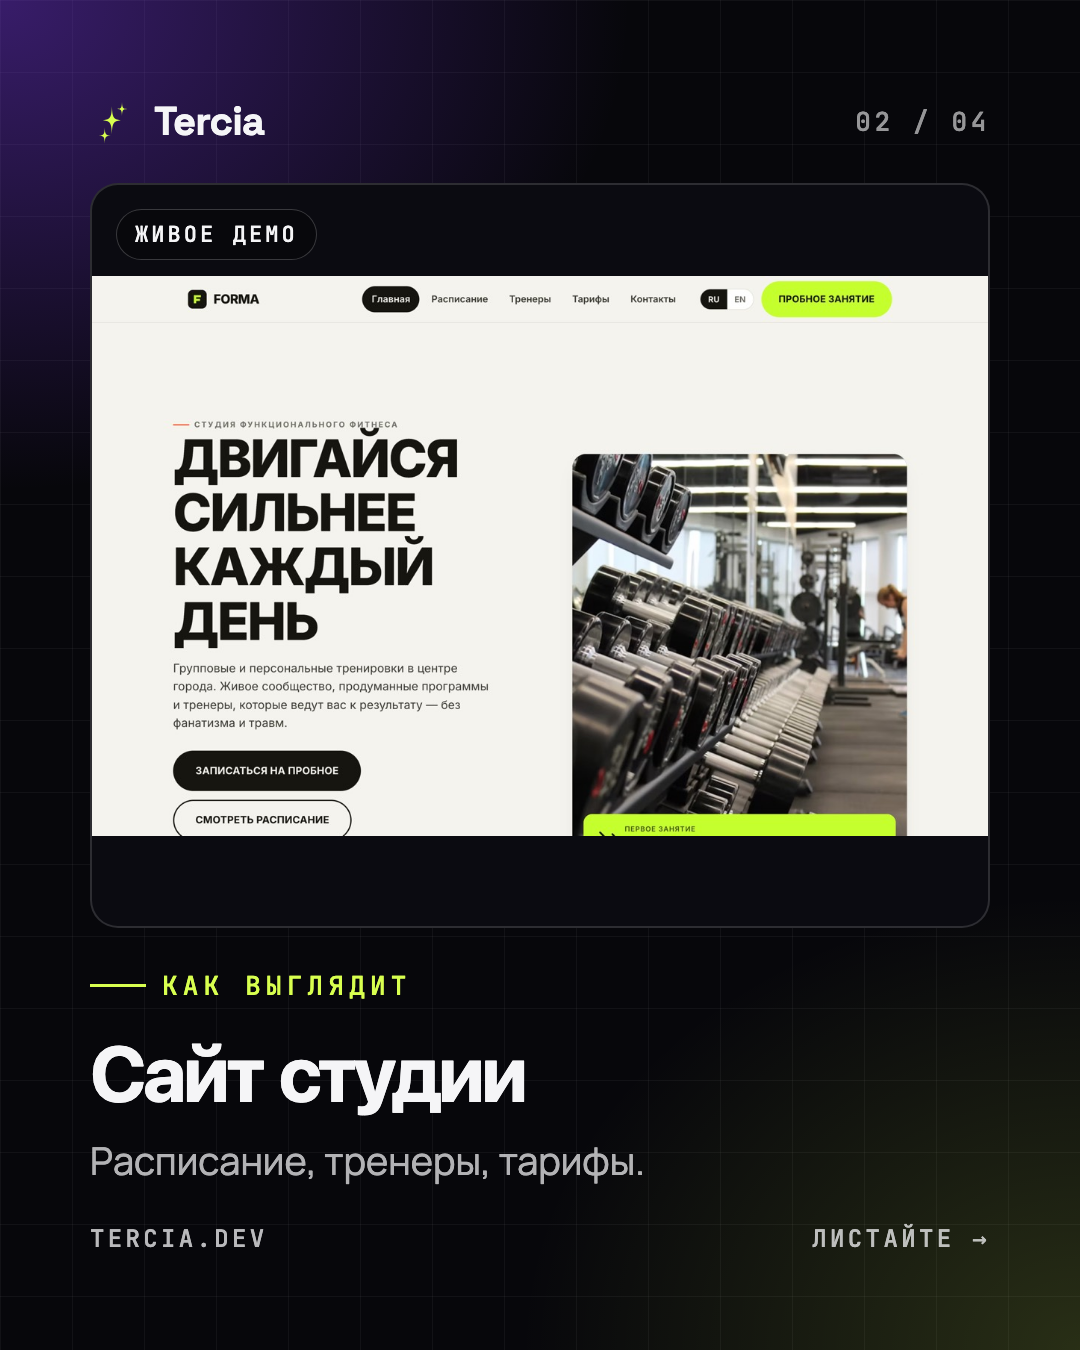 Tercia
02 / 04
ЖИВОЕ ДЕМО
F FORMA
Главная Расписание Тренеры Тарифы Контакты RU EN ПРОБНОЕ ЗАНЯТИЕ
СТУДИЯ ФУНКЦИОНАЛЬНОГО ФИТНЕСА
ДВИГАЙСЯ
СИЛЬНЕЕ
КАЖДЫЙ
ДЕНЬ
Групповые и персональные тренировки в центре
города. Живое сообщество, продуманные программы
и тренеры, которые ведут вас к результату — без
фанатизма и травм.
ЗАПИСАТЬСЯ НА ПРОБНОЕ
СМОТРЕТЬ РАСПИСАНИЕ
ПЕРВОЕ ЗАНЯТИЕ
КАК ВЫГЛЯДИТ
Сайт студии
Расписание, тренеры, тарифы.
TERCIA.DEV
ЛИСТАЙТЕ →